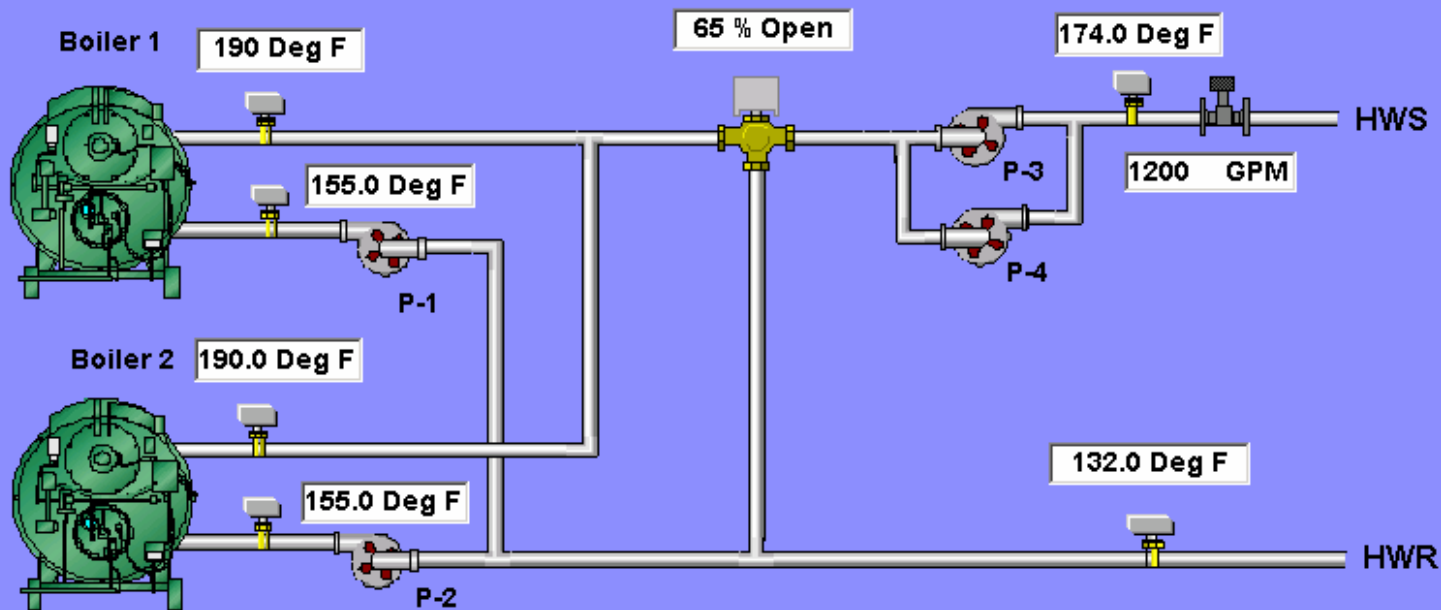 Boiler 1
190 Deg F
65 % Open
174.0 Deg F
HWS
155.0 Deg F
P-3
1200 GPM
P-4
P-1
Boiler 2
190.0 Deg F
132.0 Deg F
155.0 Deg F
HWR
P-2